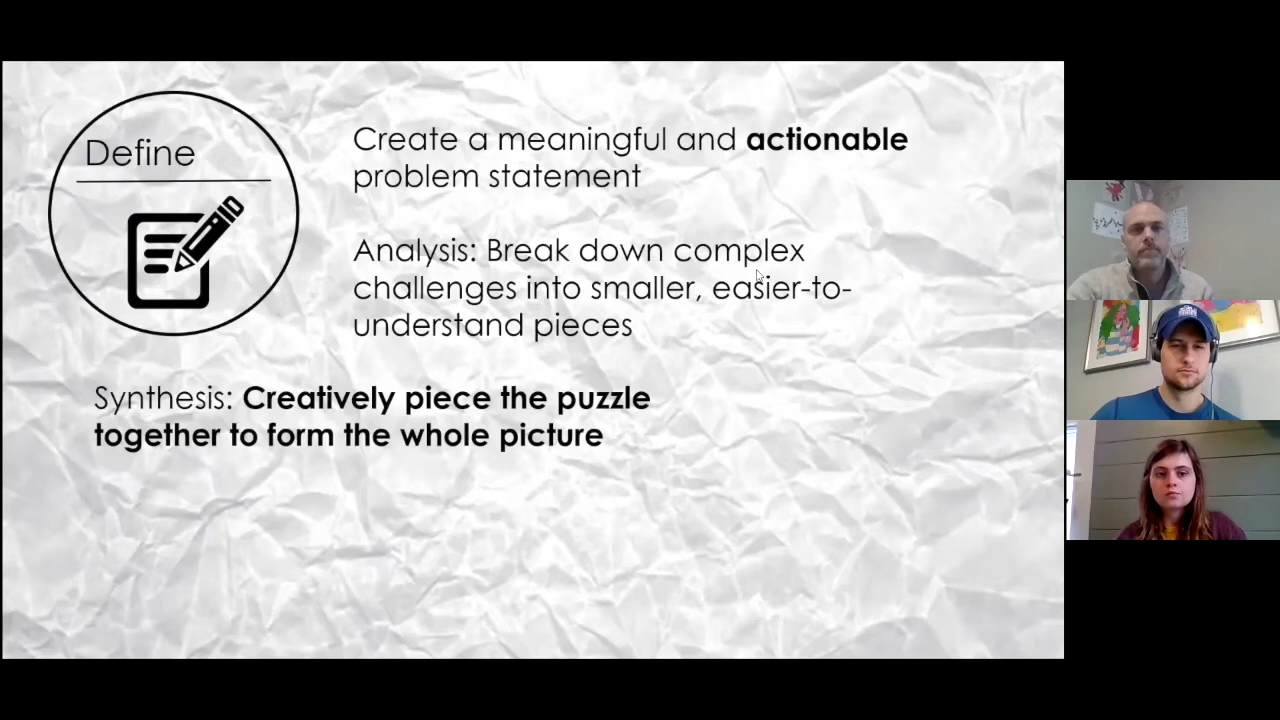 Define
Create a meaningful and actionable
problem statement
Analysis: Break down complex
challenges into smaller, easier-to-
understand pieces
Synthesis: Creatively piece the puzzle
together to form the whole picture